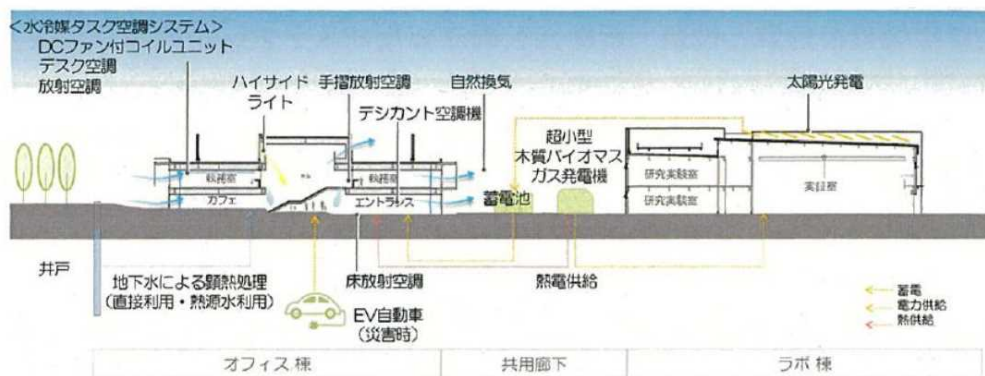 <水冷媒タスク空調システム>
DCファン付コイルユニット
デスク空調
放射空調
ハイサイド
ライト
手摺放射空調
デシカント空調機
自然換気
太陽光発電
超小型
木質バイオマス
ガス発電機
蓄電池
執務室
カフェ
執務室
エントランス
研究実験室
研究実験室
実証室
井戸
地下水による顕熱処理
(直接利用・熱源水利用)
床放射空調
EV自動車
(災害時)
熱電供給
蓄電
電力供給
熱供給
オフィス棟
共用廊下
ラボ棟